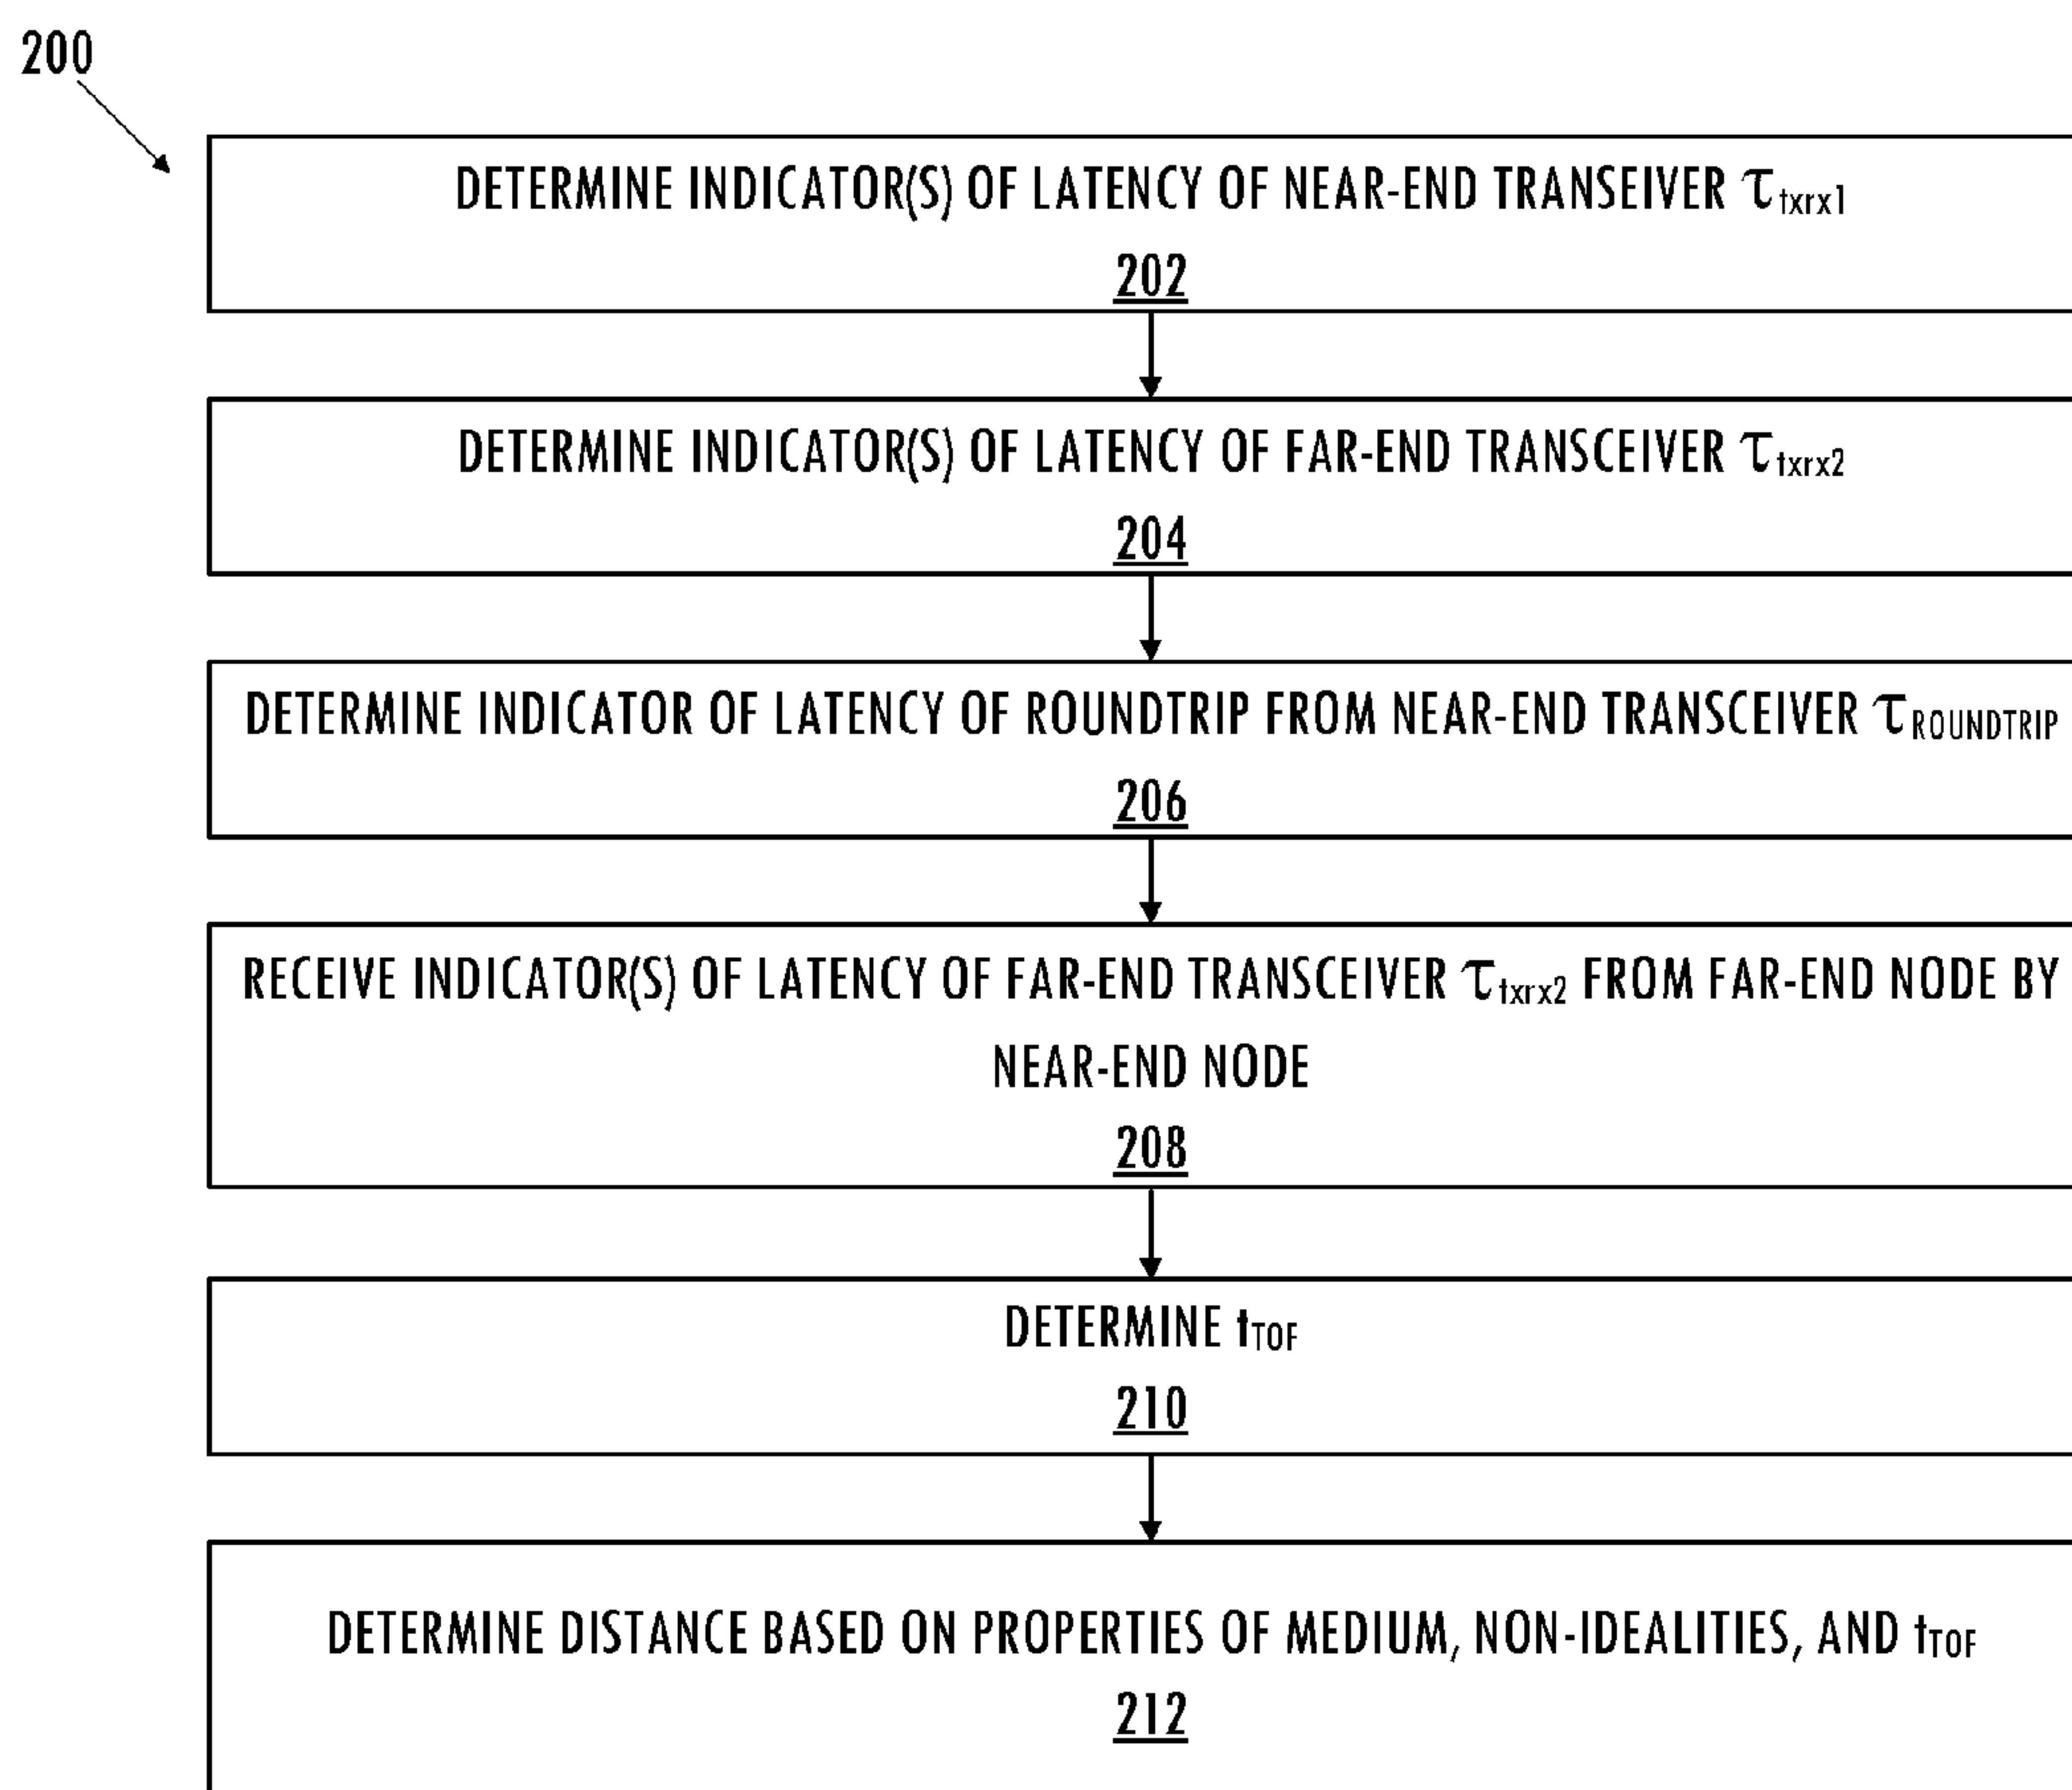 200
DETERMINE INDICATOR(S) OF LATENCY OF NEAR-END TRANSEIVER τtxrx1
202
DETERMINE INDICATOR(S) OF LATENCY OF FAR-END TRANSCEIVER τtxrx2
204
DETERMINE INDICATOR OF LATENCY OF ROUNDTRIP FROM NEAR-END TRANSCEIVER τROUNDTRIP
206
RECEIVE INDICATOR(S) OF LATENCY OF FAR-END TRANSCEIVER τtxrx2 FROM FAR-END NODE BY
NEAR-END NODE
208
DETERMINE tTOF
210
DETERMINE DISTANCE BASED ON PROPERTIES OF MEDIUM, NON-IDEALITIES, AND tTOF
212